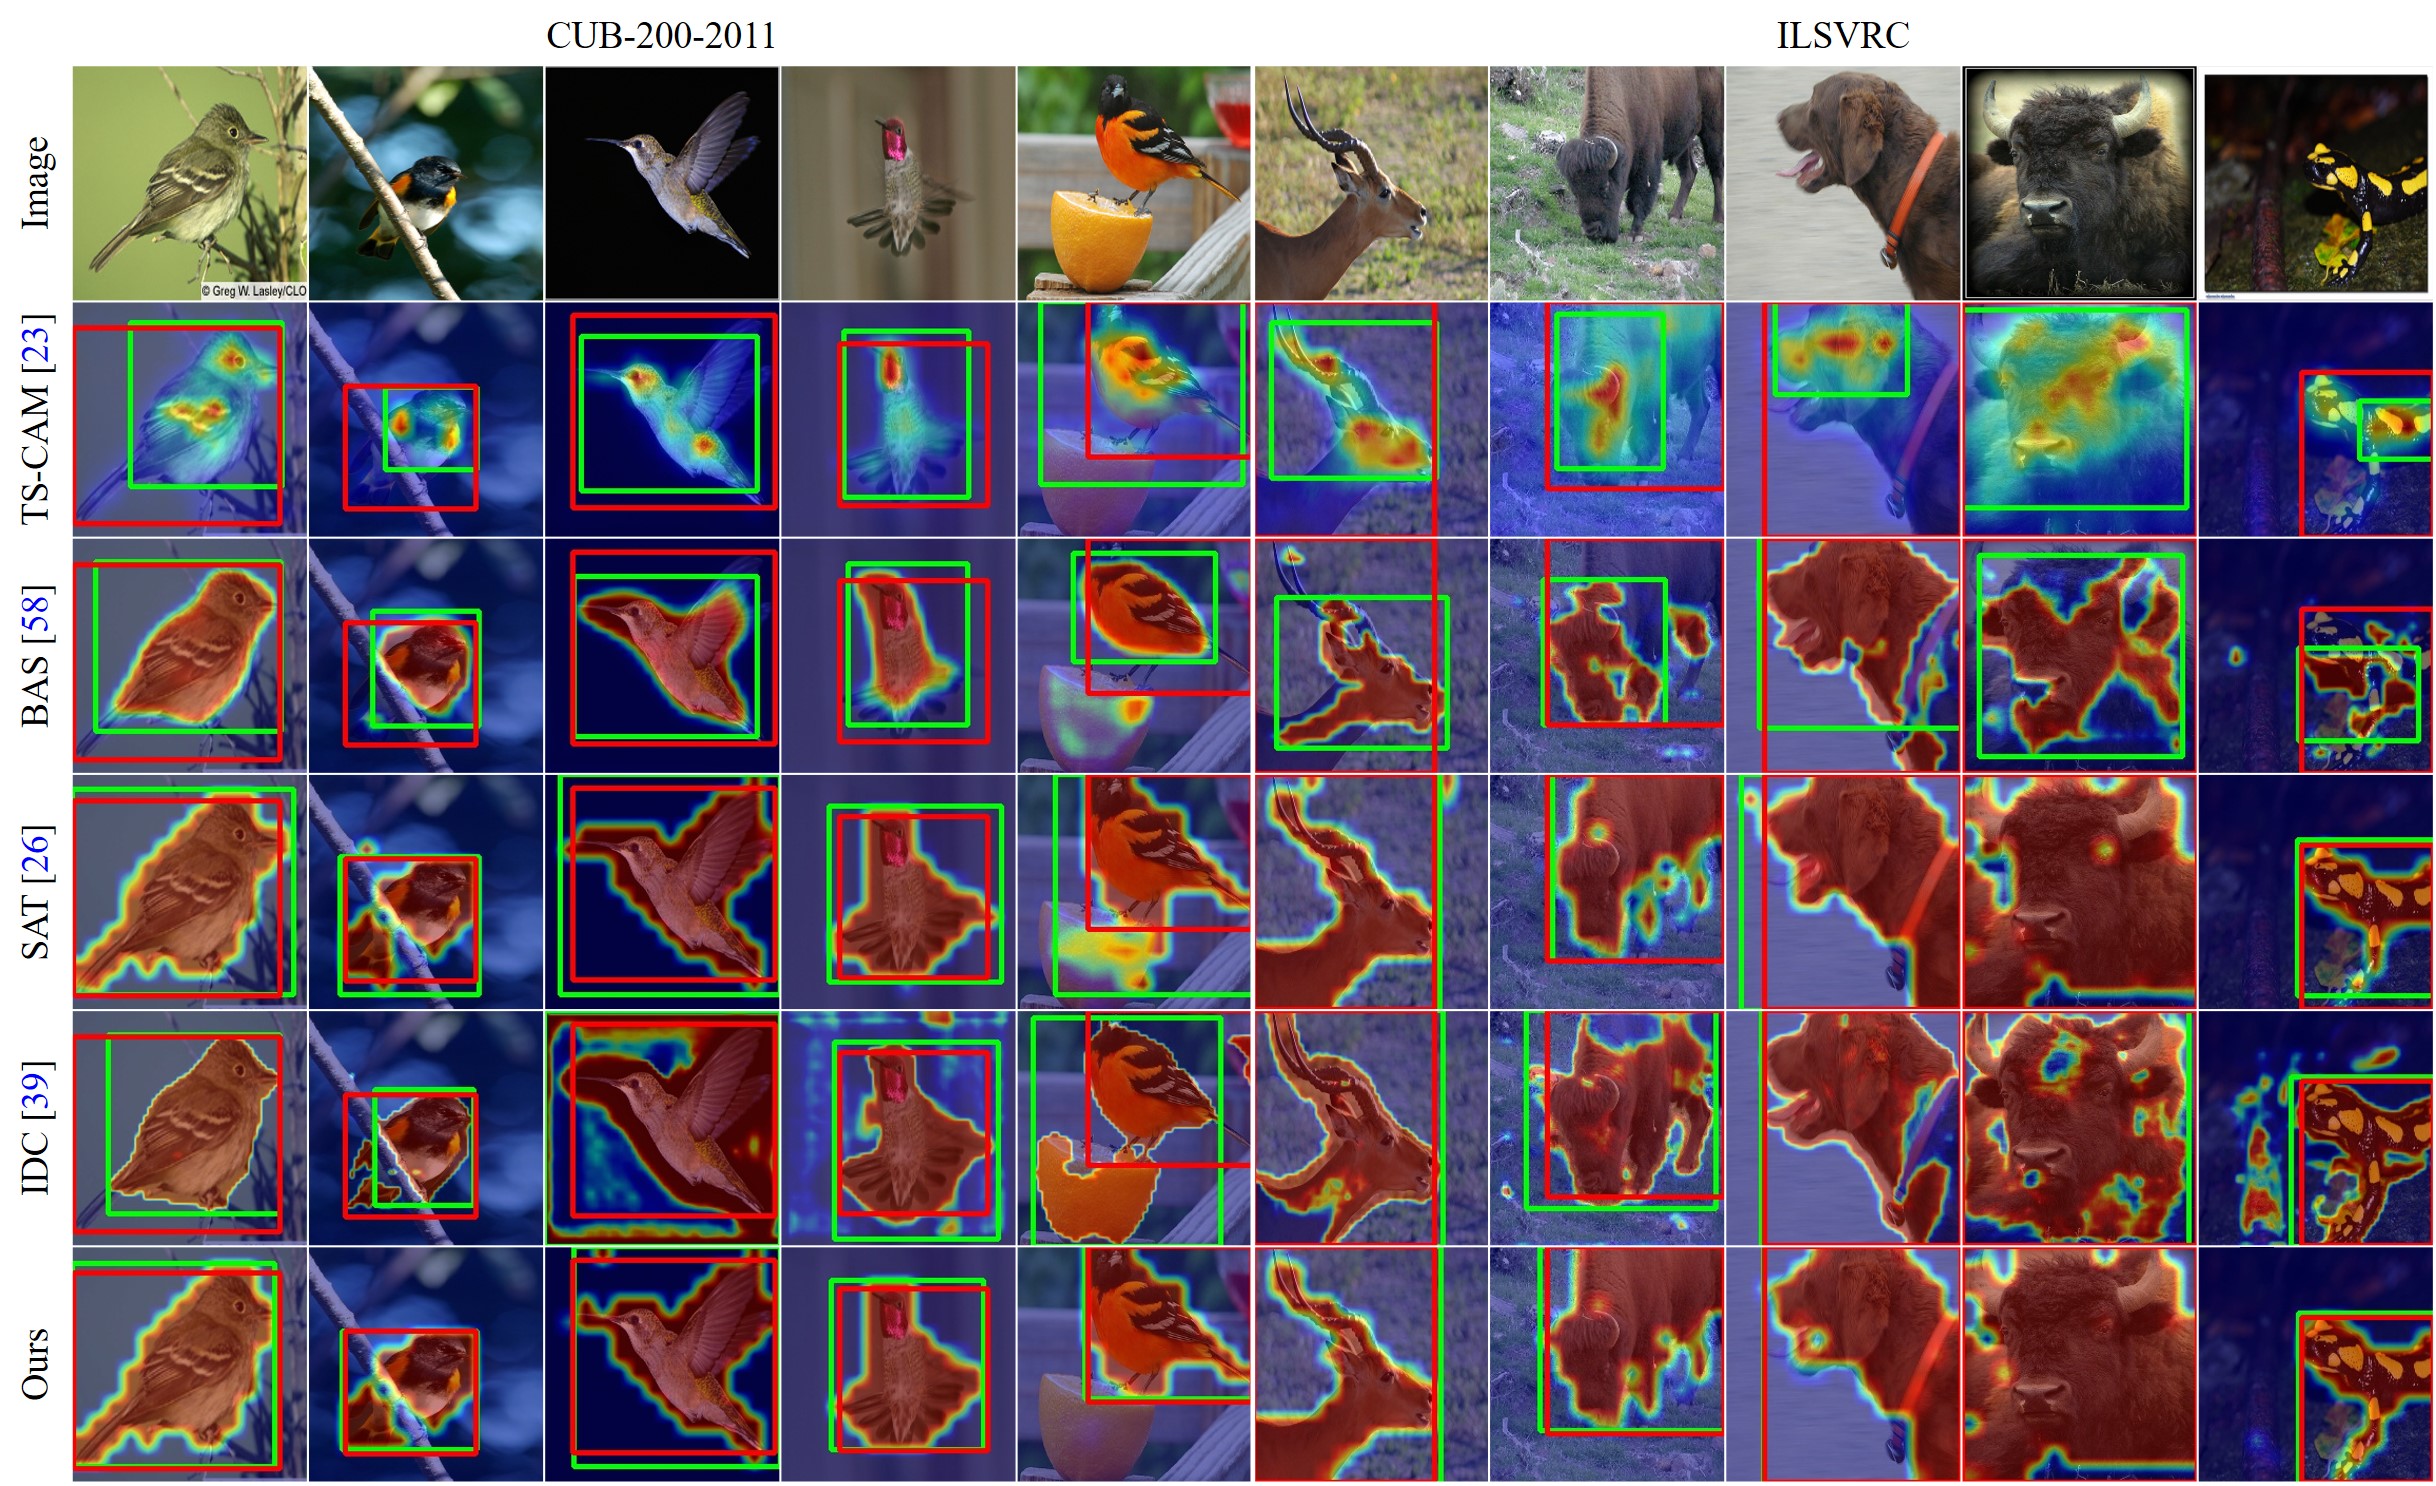 CUB-200-2011
ILSVRC
Image
© Greg W. Lasley/CLO
TS-CAM [23]
BAS [58]
SAT [26]
IDC [39]
Ours